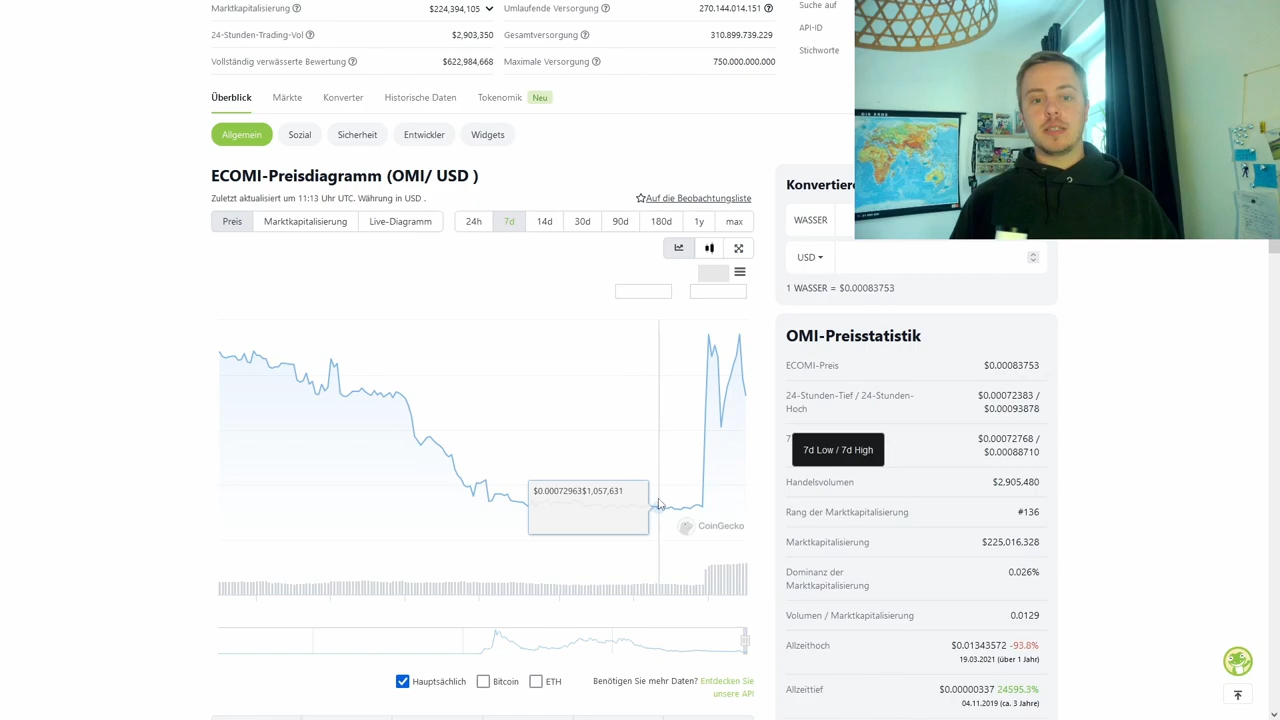 Marktkapitalisierung
$224,394,105
Umlaufende Versorgung
270.144.014.151
24-Stunden-Trading-Vol
$2,903,350
Gesamtversorgung
310.899.739.229
Vollständig verwässerte Bewertung
$622,984,668
Maximale Versorgung
750.000.000.000
Suche auf
API-ID
Stichworte
Überblick
Märkte
Konverter
Historische Daten
Tokenomik
Neu
Allgemein
Sozial
Sicherheit
Entwickler
Widgets
ECOMI-Preisdiagramm (OMI/ USD )
Zuletzt aktualisiert um 11:13 Uhr UTC. Währung in USD .
Auf die Beobachtungsliste
Preis
Marktkapitalisierung
Live-Diagramm
24h
7d
14d
30d
90d
180d
1y
max
$0.00072963$1,057,631
CoinGecko
Hauptsächlich
Bitcoin
ETH
Benötigen Sie mehr Daten? Entdecken Sie
unsere API
Konvertiere
WASSER
USD
1 WASSER = $0.00083753
OMI-Preisstatistik
ECOMI-Preis
$0.00083753
24-Stunden-Tief / 24-Stunden-
Hoch
$0.00072383 /
$0.00093878
7
7d Low / 7d High
$0.00072768 /
$0.00088710
Handelsvolumen
$2,905,480
Rang der Marktkapitalisierung
#136
Marktkapitalisierung
$225,016,328
Dominanz der
Marktkapitalisierung
0.026%
Volumen / Marktkapitalisierung
0.0129
Allzeithoch
$0.01343572 -93.8%
19.03.2021 (über 1 Jahr)
Allzeittief
$0.00000337 24595.3%
04.11.2019 (ca. 3 Jahre)